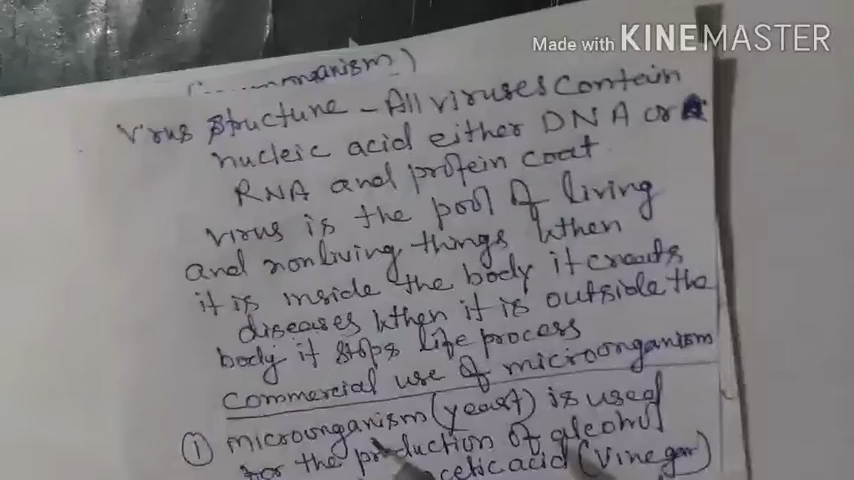 Made with KINEMASTER
Virus structure - All viruses contain
nucleic acid either DNA or
RNA and protein coat
virus is the pool of living
and nonliving things when
it is inside the body it creats
diseases when it is outside the
body it stops life process
commercial use of microorganism
① microorganism (yeast) is used
for the production of alcohol
acetic acid (vinegar)